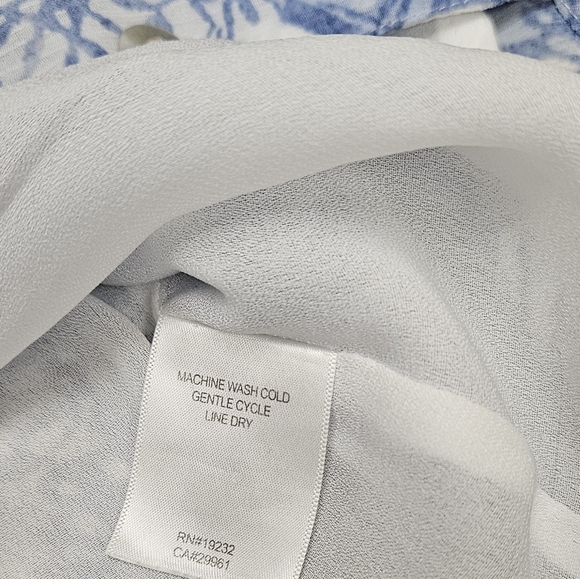 MACHINE WASH COLD
GENTLE CYCLE
LINE DRY
RN#19232
CA#29961